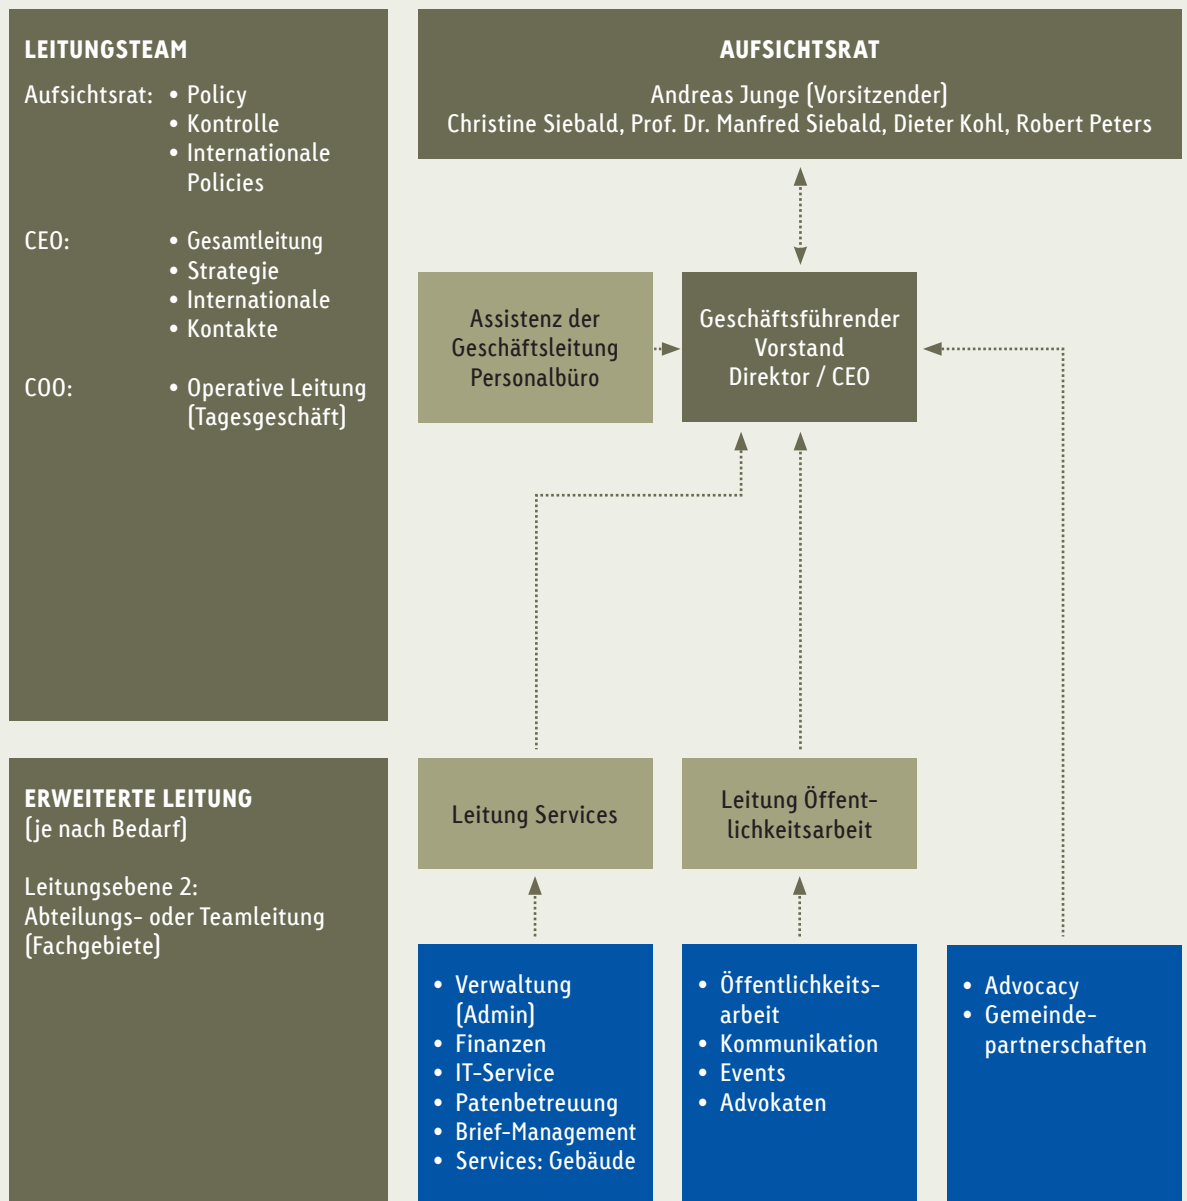 LEITUNGSTEAM
Aufsichtsrat: • Policy
• Kontrolle
• Internationale
Policies
CEO: • Gesamtleitung
• Strategie
• Internationale
• Kontakte
COO: • Operative Leitung
(Tagesgeschäft)
AUFSICHTSRAT
Andreas Junge (Vorsitzender)
Christine Siebald, Prof. Dr. Manfred Siebald, Dieter Kohl, Robert Peters
Assistenz der
Geschäftsleitung
Personalbüro
Geschäftsführender
Vorstand
Direktor / CEO
ERWEITERTE LEITUNG
(je nach Bedarf)
Leitungsebene 2:
Abteilungs- oder Teamleitung
(Fachgebiete)
Leitung Services
Leitung Öffent-
lichkeitsarbeit
• Verwaltung
(Admin)
• Finanzen
• IT-Service
• Patenbetreuung
• Brief-Management
• Services: Gebäude
• Öffentlichkeits-
arbeit
• Kommunikation
• Events
• Advokaten
• Advocacy
• Gemeinde-
partnerschaften